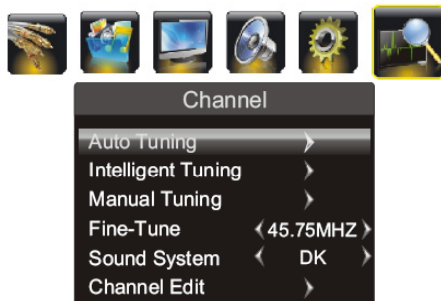 Channel
Auto Tuning
Intelligent Tuning
Manual Tuning
Fine-Tune 45.75MHZ
Sound System DK
Channel Edit